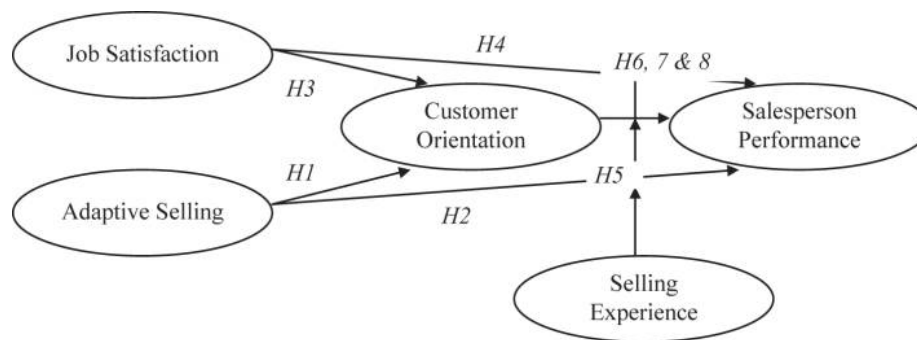 Job Satisfaction
H4
H6, 7 & 8
H3
Customer
Orientation
Salesperson
Performance
H1
H5
Adaptive Selling
H2
Selling
Experience